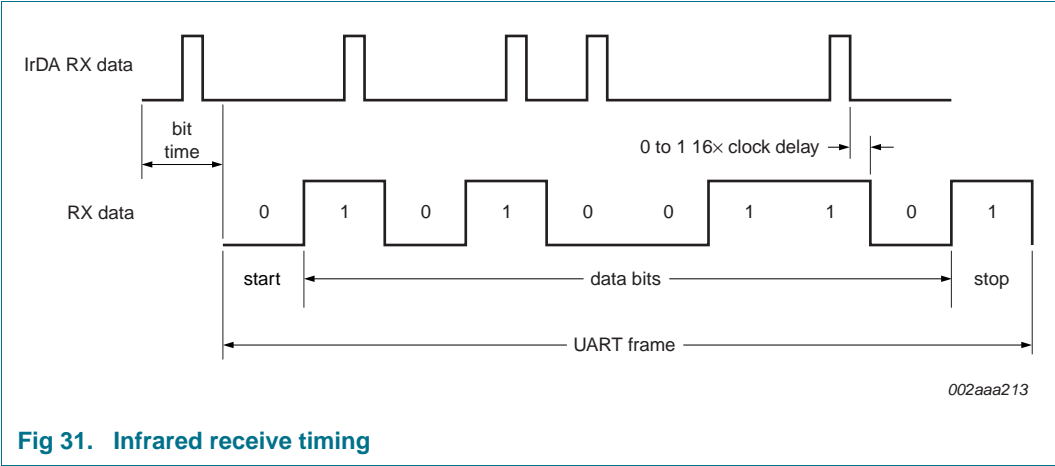 IrDA RX data
bit
time
0 to 1 16× clock delay
RX data
0 1 0 1 0 0 1 1 0 1
start
data bits
stop
UART frame
002aaa213
Fig 31. Infrared receive timing